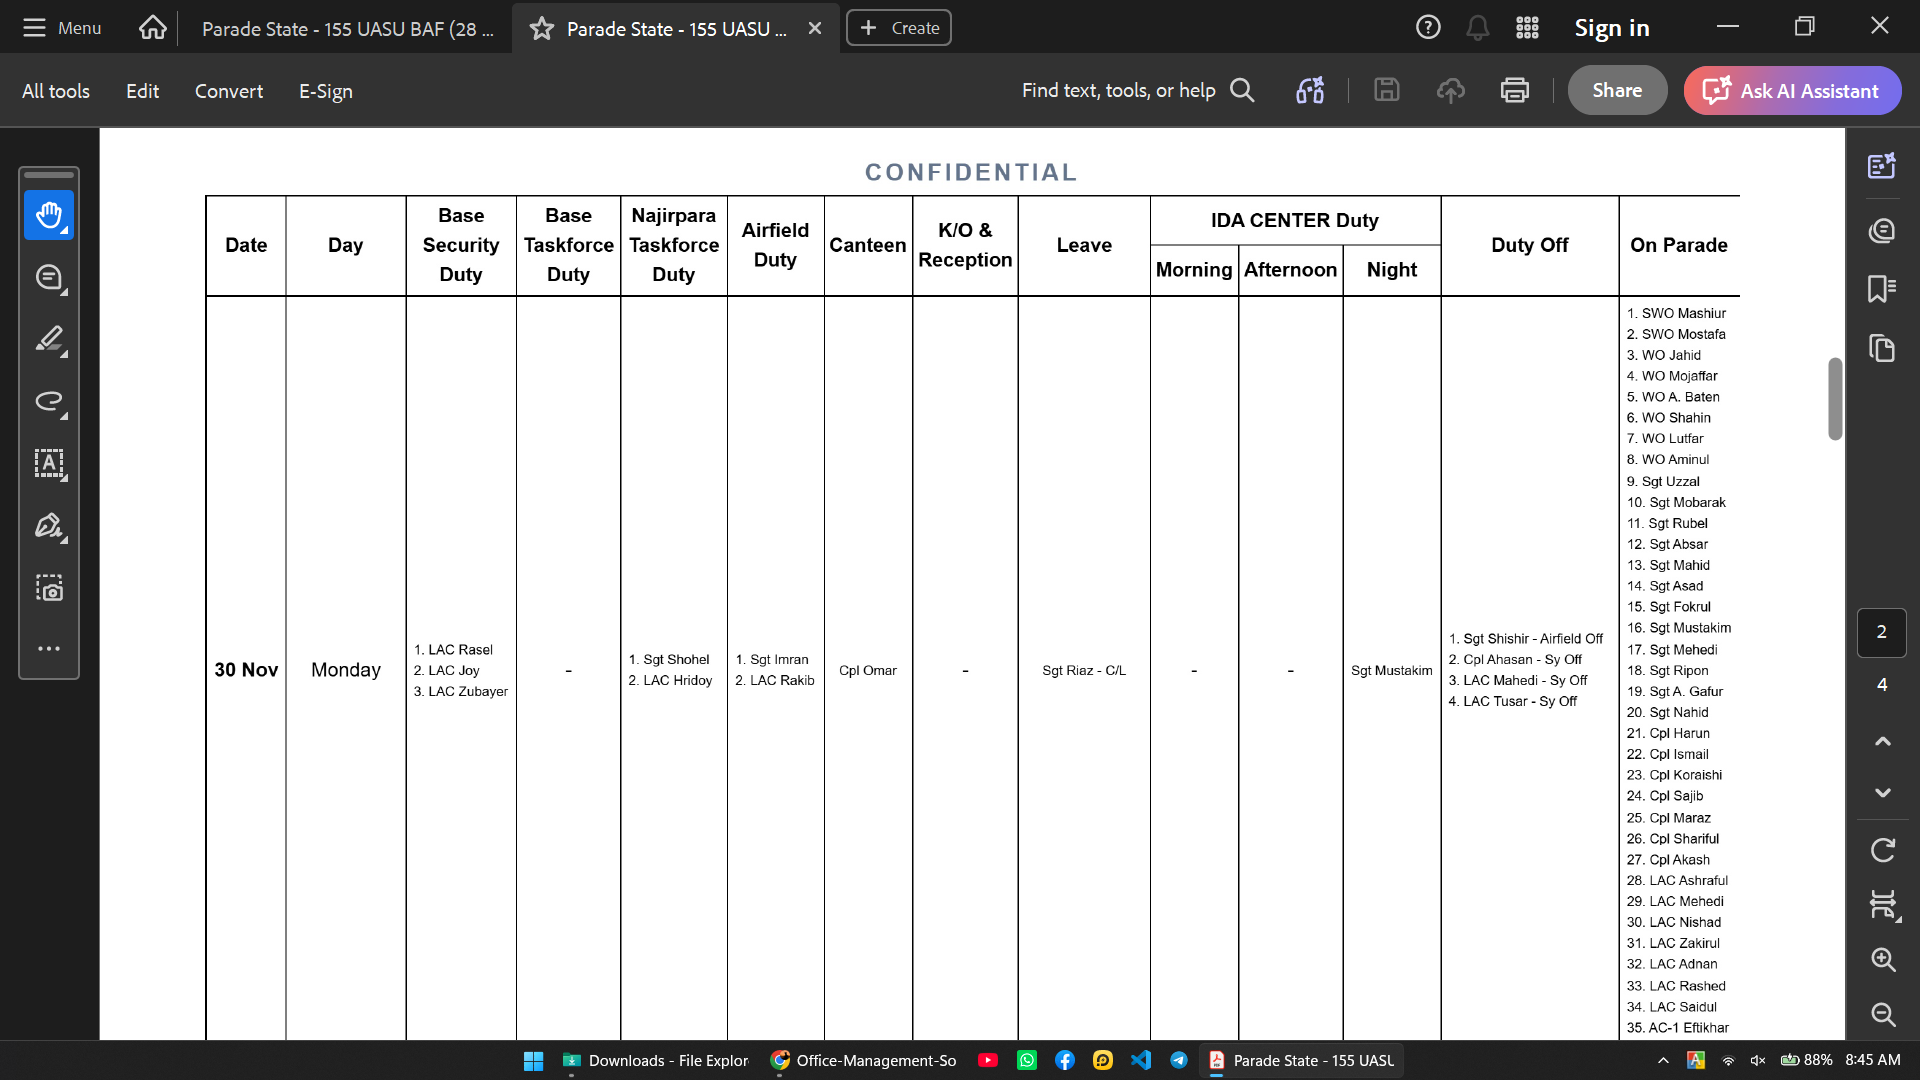 Menu
Parade State - 155 UASU BAF (28 ...
Parade State - 155 UASU ...
Create
Sign in
All tools
Edit
Convert
E-Sign
Find text, tools, or help
Share
Ask AI Assistant
CONFIDENTIAL
Date
Day
Base Security Duty
Base Taskforce Duty
Najirpara Taskforce Duty
Airfield Duty
Canteen
K/O & Reception
Leave
IDA CENTER Duty
Morning
Afternoon
Night
Duty Off
On Parade
30 Nov
Monday
1. LAC Rasel
2. LAC Joy
3. LAC Zubayer
-
1. Sgt Shohel
2. LAC Hridoy
1. Sgt Imran
2. LAC Rakib
Cpl Omar
-
Sgt Riaz - C/L
-
-
Sgt Mustakim
1. Sgt Shishir - Airfield Off
2. Cpl Ahasan - Sy Off
3. LAC Mahedi - Sy Off
4. LAC Tusar - Sy Off
1. SWO Mashiur
2. SWO Mostafa
3. WO Jahid
4. WO Mojaffar
5. WO A. Baten
6. WO Shahin
7. WO Lutfar
8. WO Aminul
9. Sgt Uzzal
10. Sgt Mobarak
11. Sgt Rubel
12. Sgt Absar
13. Sgt Mahid
14. Sgt Asad
15. Sgt Fokrul
16. Sgt Mustakim
17. Sgt Mehedi
18. Sgt Ripon
19. Sgt A. Gafur
20. Sgt Nahid
21. Cpl Harun
22. Cpl Ismail
23. Cpl Koraishi
24. Cpl Sajib
25. Cpl Maraz
26. Cpl Shariful
27. Cpl Akash
28. LAC Ashraful
29. LAC Mehedi
30. LAC Nishad
31. LAC Zakirul
32. LAC Adnan
33. LAC Rashed
34. LAC Saidul
35. AC-1 Eftikhar
2
4
Downloads - File Explor
Office-Management-So
Parade State - 155 UASU
88%
8:45 AM